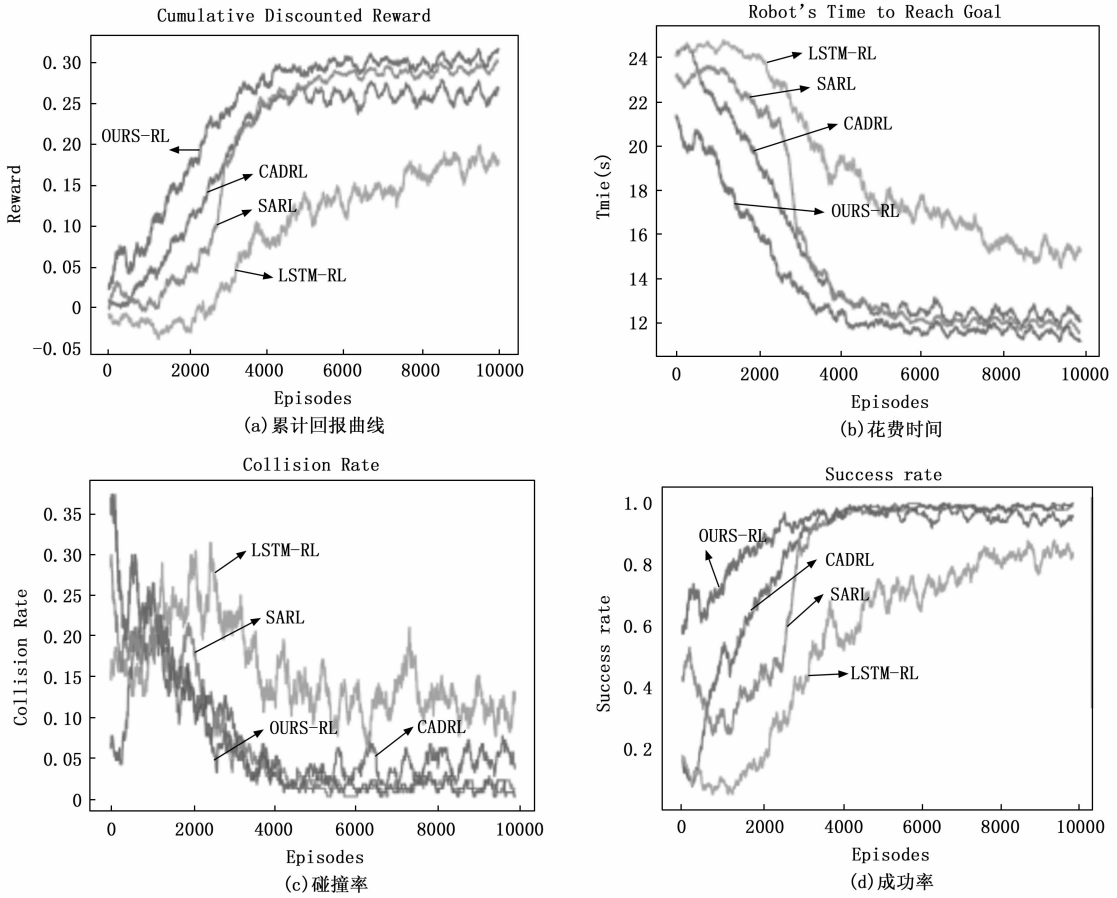 Cumulative Discounted Reward
0.30
0.25
0.20
0.15
0.10
0.05
0
-0.05
Reward
OURS-RL
CADRL
SARL
LSTM-RL
0 2000 4000 6000 8000 10000
Episodes
(a)累计回报曲线
Robot's Time to Reach Goal
24
22
20
18
16
14
12
Tmie(s)
LSTM-RL
SARL
CADRL
OURS-RL
0 2000 4000 6000 8000 10000
Episodes
(b)花费时间
Collision Rate
0.35
0.30
0.25
0.20
0.15
0.10
0.05
0
Collision Rate
LSTM-RL
SARL
OURS-RL
CADRL
0 2000 4000 6000 8000 10000
Episodes
(c)碰撞率
Success rate
1.0
0.8
0.6
0.4
0.2
Success rate
OURS-RL
CADRL
SARL
LSTM-RL
0 2000 4000 6000 8000 10000
Episodes
(d)成功率